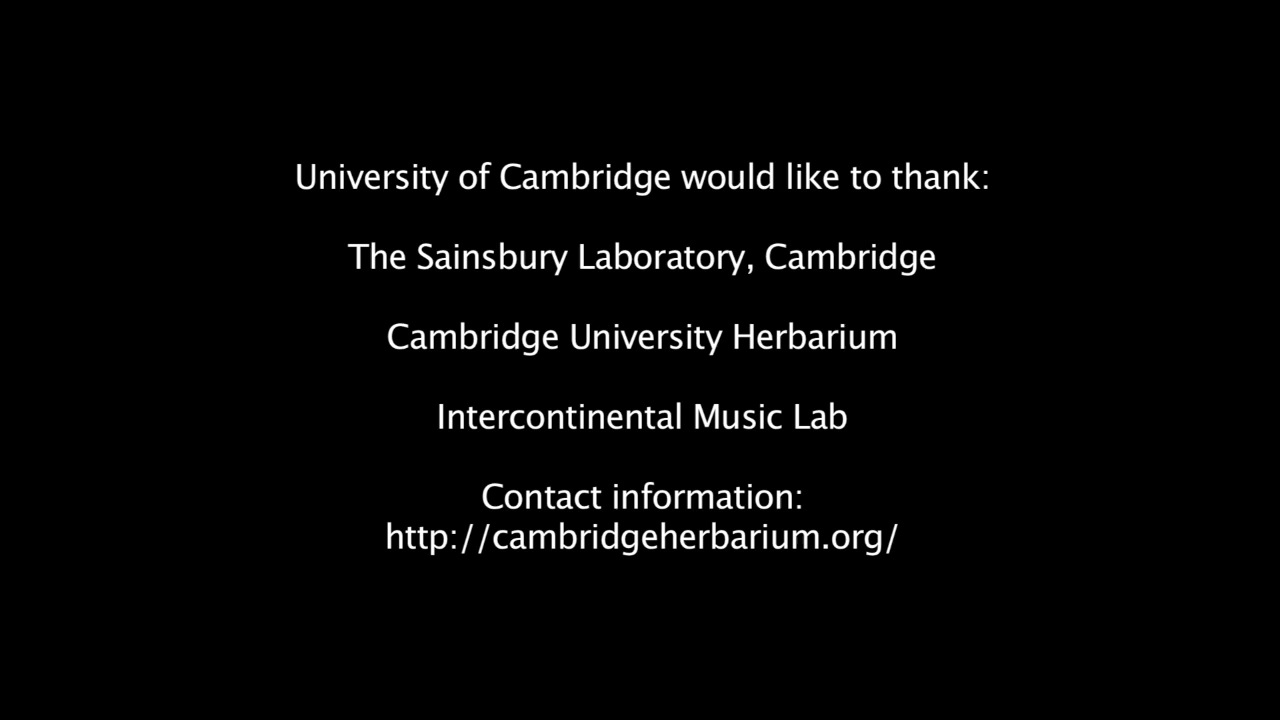 University of Cambridge would like to thank:
The Sainsbury Laboratory, Cambridge
Cambridge University Herbarium
Intercontinental Music Lab
Contact information:
http://cambridgeherbarium.org/